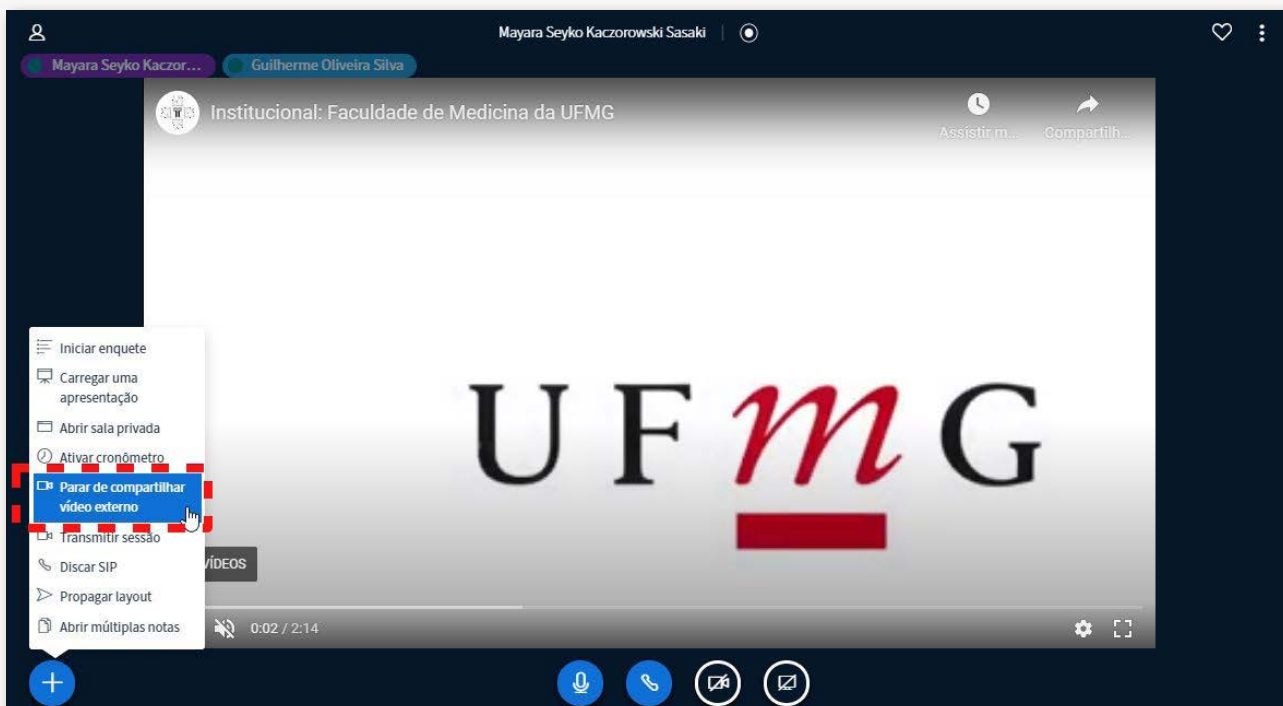 Mayara Seyko Kaczorowski Sasaki
Mayara Seyko Kaczor... Guilherme Oliveira Silva
Institucional: Faculdade de Medicina da UFMG
Assistir m... Compartilh...
UFmG
Iniciar enquete
Carregar uma
apresentação
Abrir sala privada
Ativar cronômetro
Parar de compartilhar
vídeo externo
Transmitir sessão
Discar SIP
VÍDEOS
Propagar layout
Abrir múltiplas notas
0:02 / 2:14